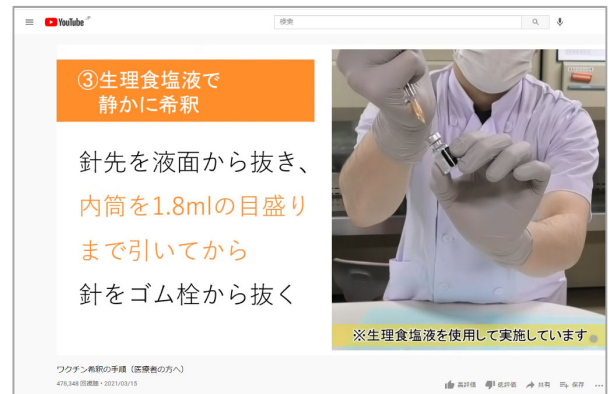 YouTube JP
検索
③生理食塩液で
静かに希釈
針先を液面から抜き、
内筒を1.8mlの目盛り
まで引いてから
針をゴム栓から抜く
※生理食塩液を使用して実施しています
ワクチン希釈の手順（医療者の方へ）
478,348 回視聴・2021/03/15
高評価 低評価 共有 保存